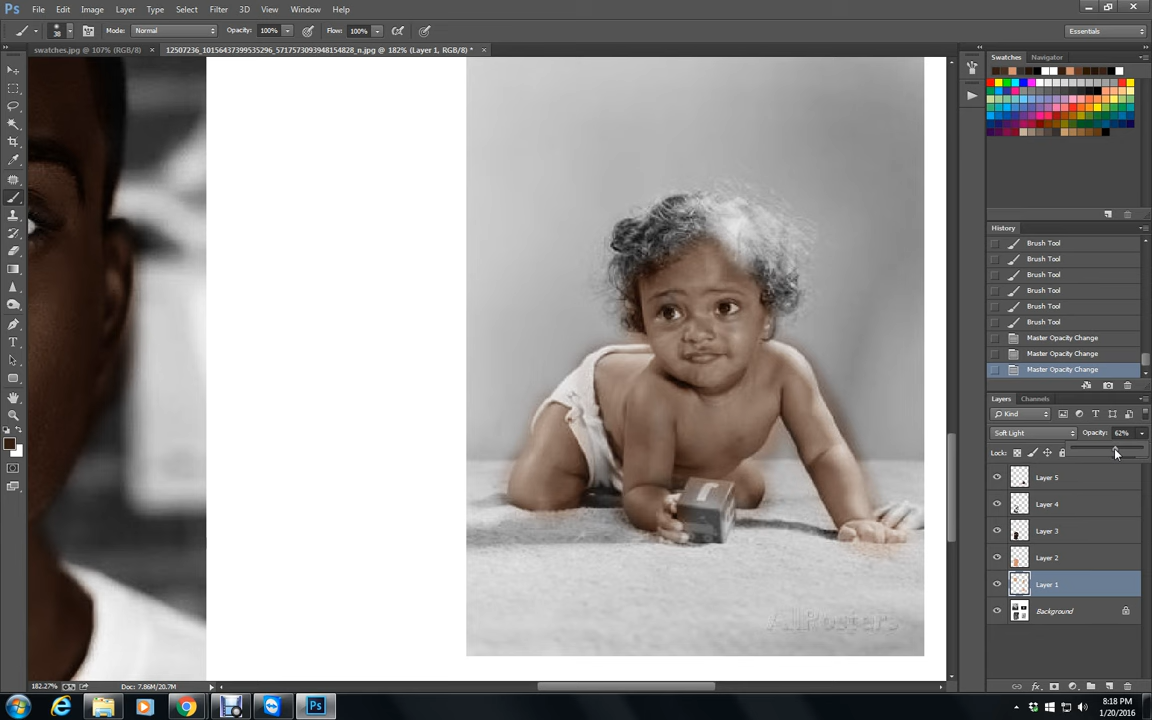 Ps File Edit Image Layer Type Select Filter 3D View Window Help
38 Mode: Normal Opacity: 100% Flow: 100% Essentials
swatches.jpg @ 107% (RGB/8) × 12507236_10156437399535296_5717573093948154828_n.jpg @ 182% (Layer 1, RGB/8) * ×
Swatches Navigator
History
Brush Tool
Brush Tool
Brush Tool
Brush Tool
Brush Tool
Brush Tool
Master Opacity Change
Master Opacity Change
Master Opacity Change
Layers Channels
Kind
Soft Light Opacity: 62%
Lock:
Layer 5
Layer 4
Layer 3
Layer 2
Layer 1
Background
AllPosters
182.27% Doc: 7.86M/20.7M
Ps
8:18 PM
1/20/2016